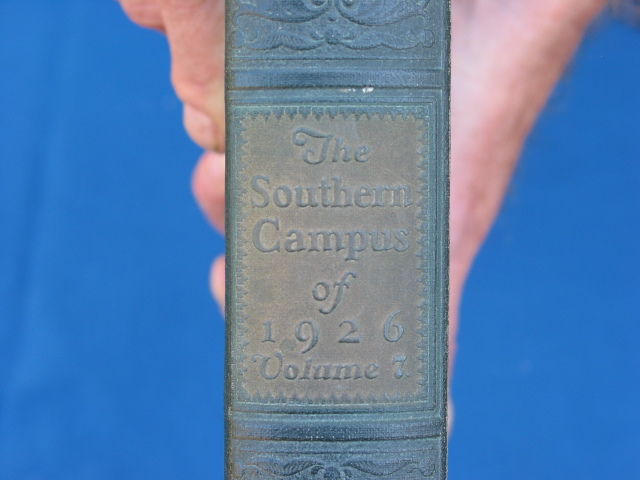 The
Southern
Campus
of
1926
Volume 7